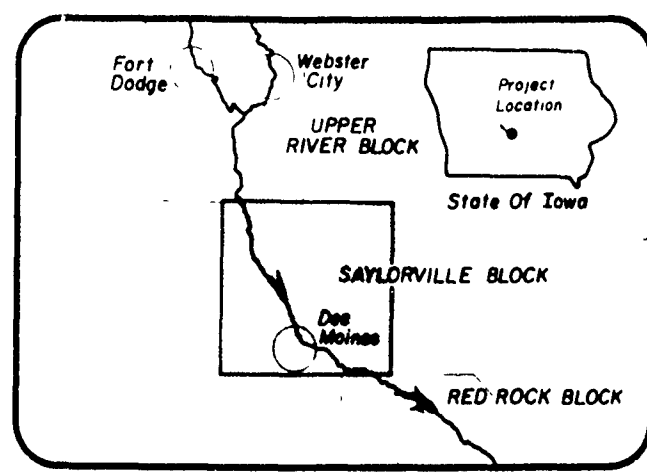 Fort
Dodge
Webster
City
UPPER
RIVER BLOCK
Project
Location
State Of Iowa
SAYLORVILLE BLOCK
Des
Moines
RED ROCK BLOCK